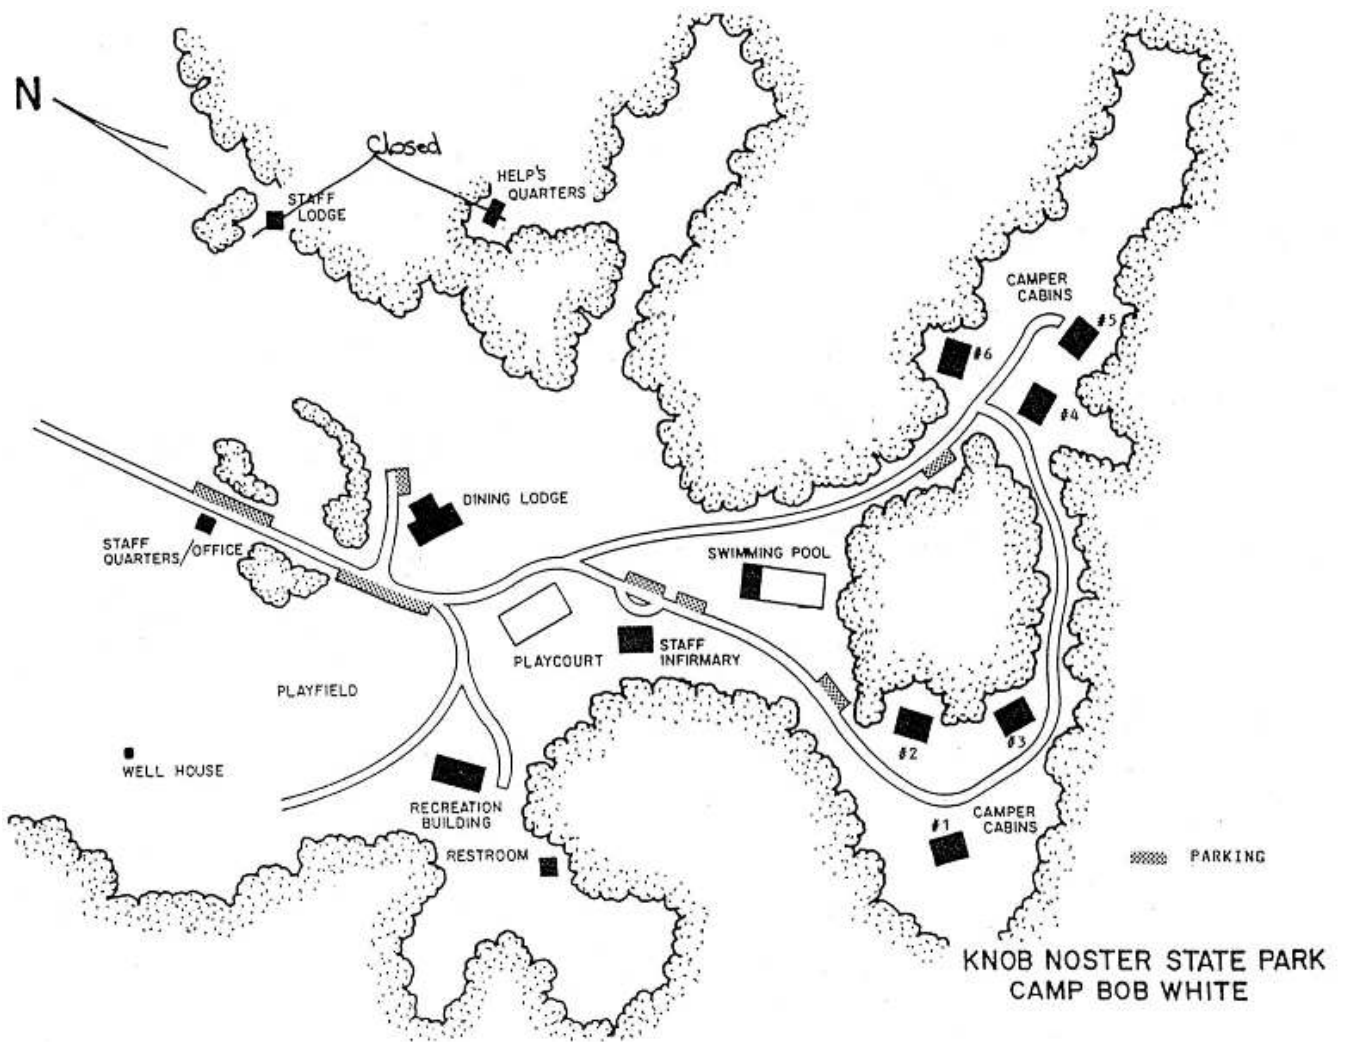 N
Closed
STAFF
LODGE
HELP'S
QUARTERS
CAMPER
CABINS
#5
#6
#4
DINING LODGE
STAFF
QUARTERS/OFFICE
SWIMMING POOL
PLAYCOURT
STAFF
INFIRMARY
PLAYFIELD
#2
#3
WELL HOUSE
RECREATION
BUILDING
RESTROOM
#1
CAMPER
CABINS
PARKING
KNOB NOSTER STATE PARK
CAMP BOB WHITE